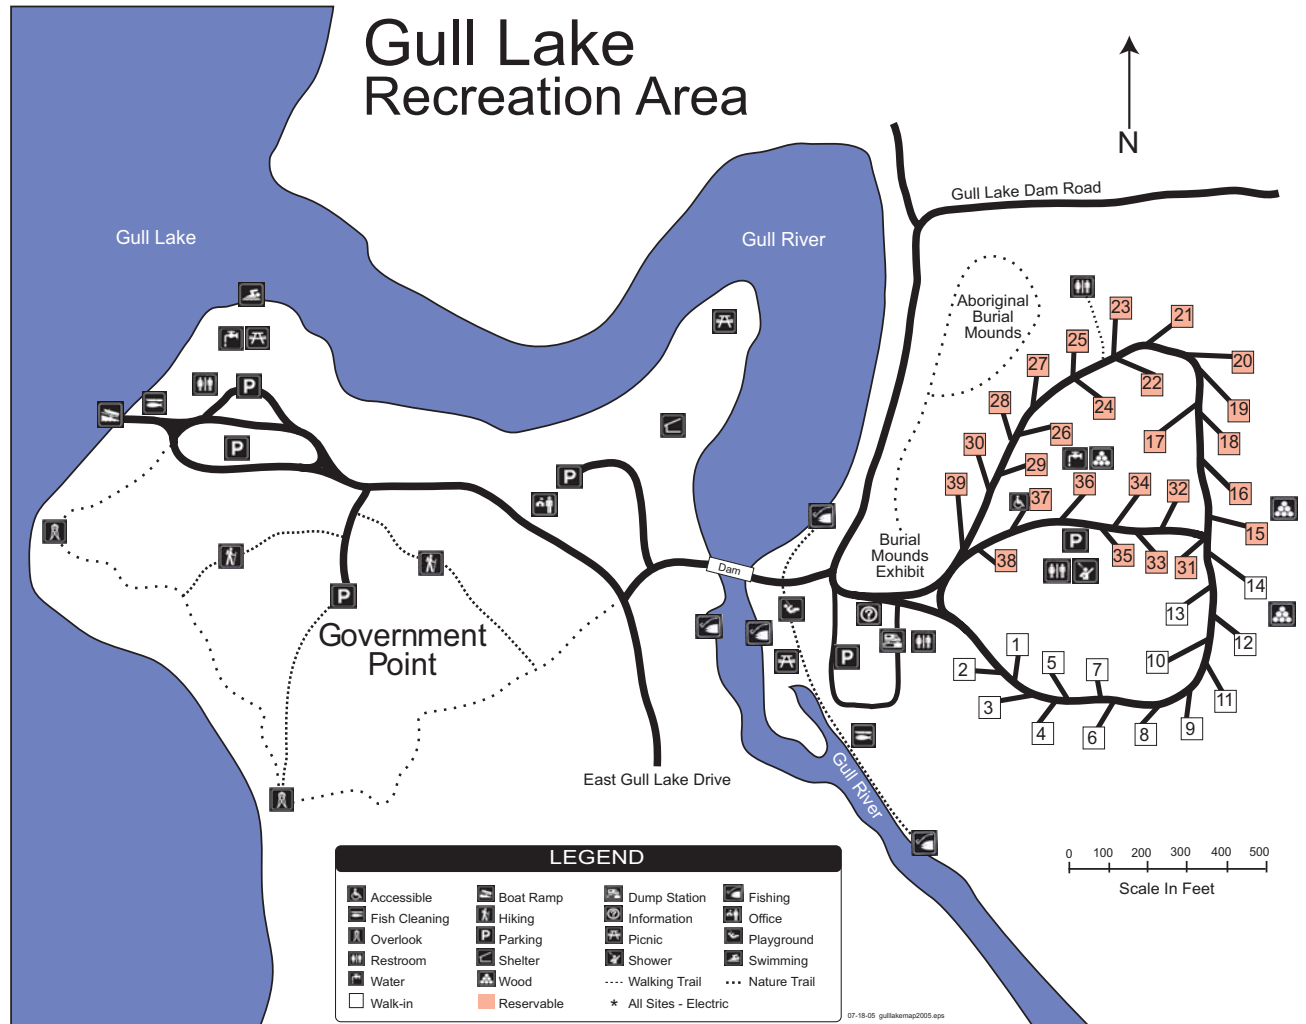 Gull Lake
Recreation Area
N
Gull Lake Dam Road
Gull Lake
Gull River
Aboriginal
Burial
Mounds
23
21
25
20
27
22
28
24
19
26
17
18
30
29
39
36
34
32
16
37
15
Burial
Mounds
Exhibit
38
35
33
31
Dam
14
13
12
Government
Point
1
2
5
7
10
3
11
4
6
8
9
East Gull Lake Drive
Gull River
0 100 200 300 400 500
Scale In Feet
LEGEND
Accessible Boat Ramp Dump Station Fishing
Fish Cleaning Hiking Information Office
Overlook Parking Picnic Playground
Restroom Shelter Shower Swimming
Water Wood Walking Trail Nature Trail
Walk-in Reservable * All Sites - Electric
07-18-05 gulllakemap2005.eps
P
P
P
P
P
P
?